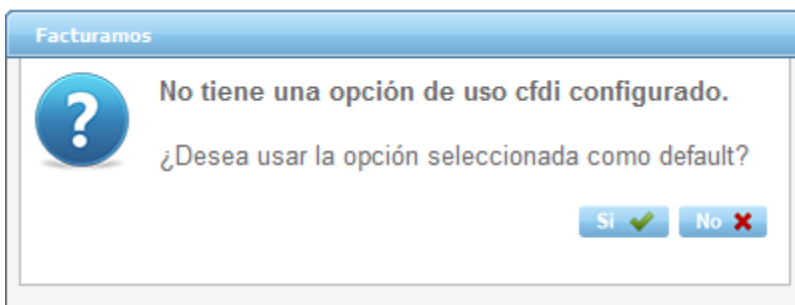 Facturamos
No tiene una opción de uso cfdi configurado.
¿Desea usar la opción seleccionada como default?
Si
No